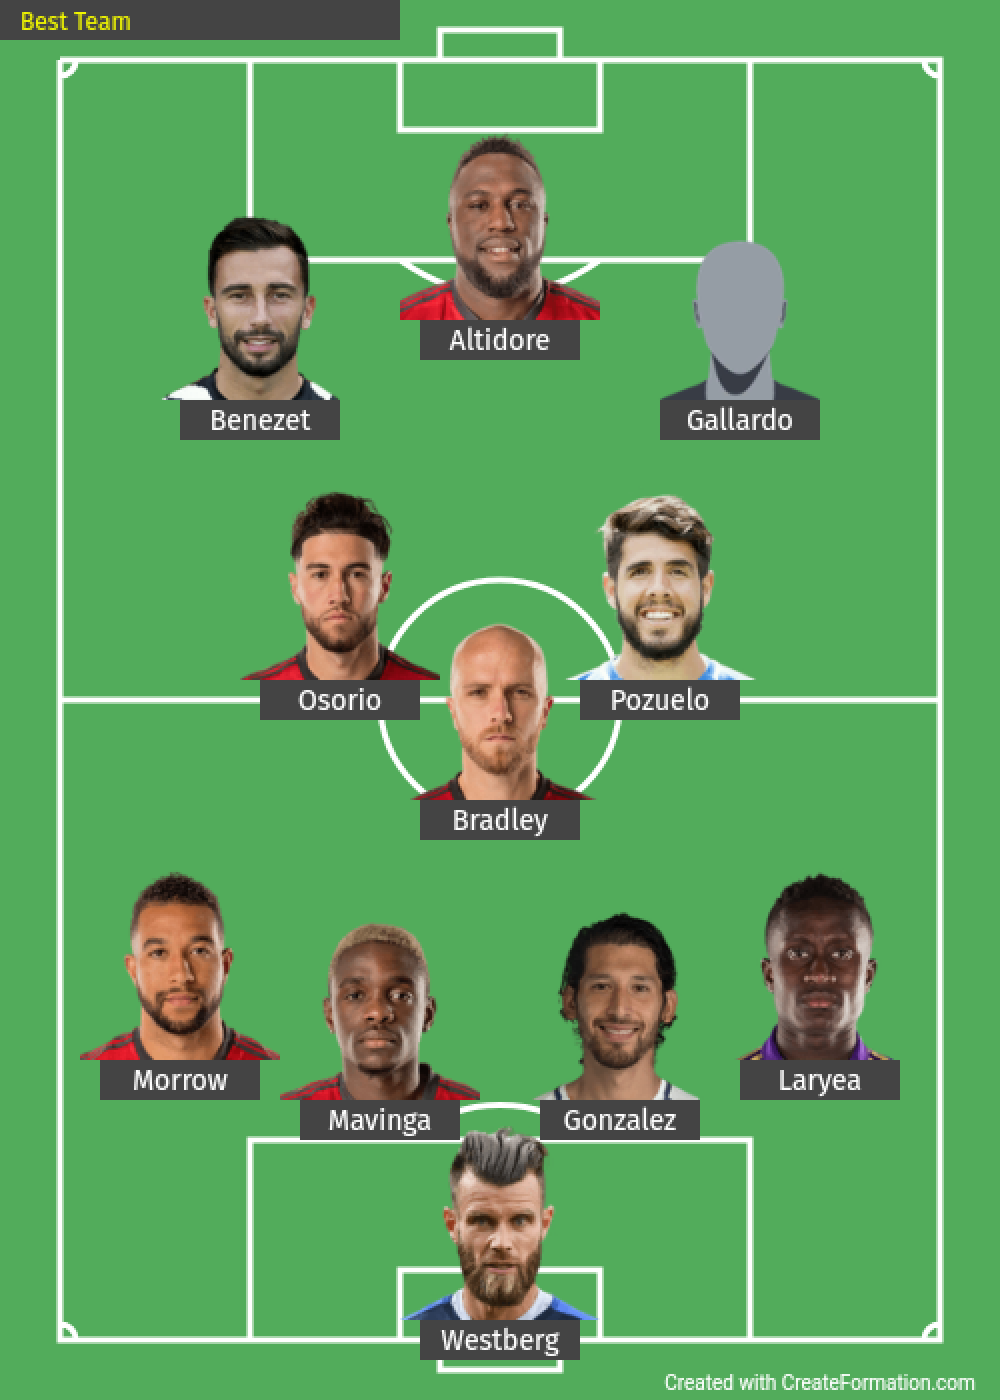 Best Team
Altidore
Benezet
Gallardo
Osorio
Pozuelo
Bradley
Morrow
Laryea
Mavinga
Gonzalez
Westberg
Created with CreateFormation.com